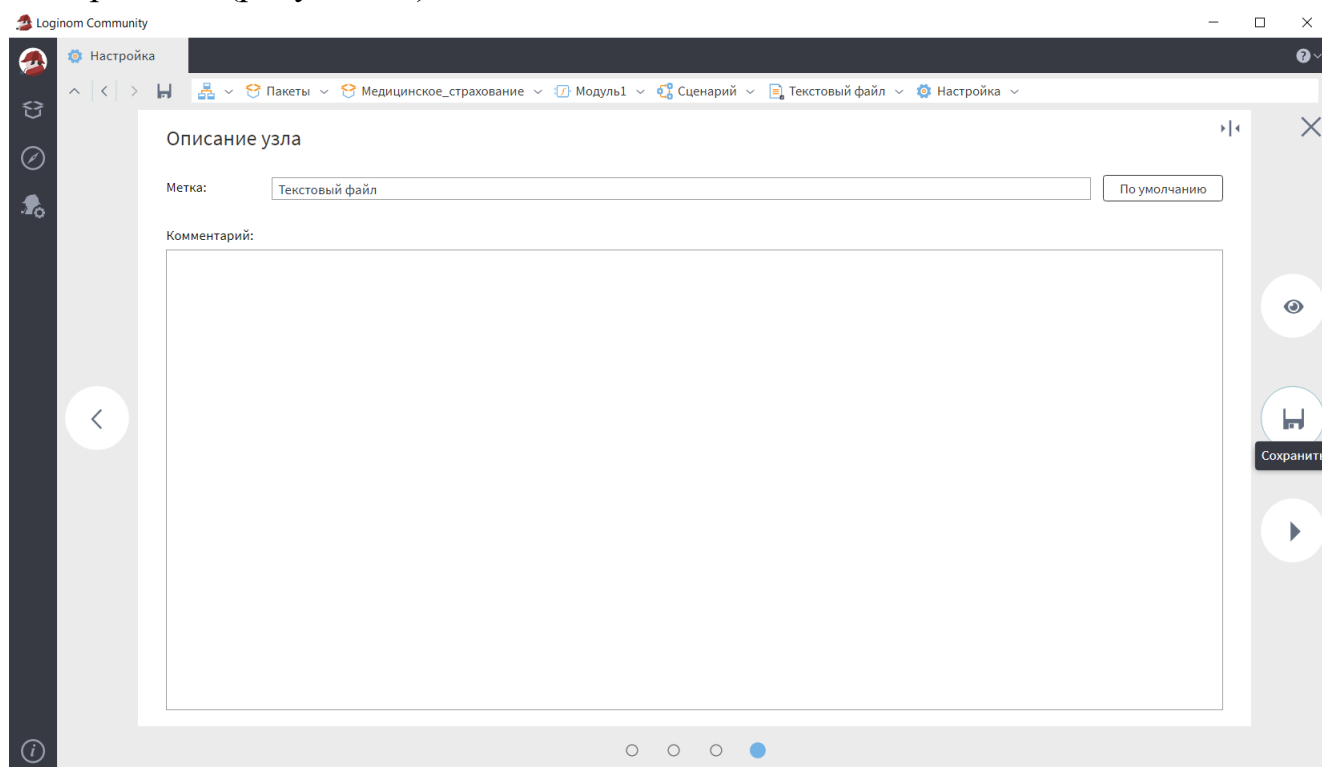 Loginom Community
Настройка
Пакеты Медицинское_страхование Модуль1 Сценарий Текстовый файл Настройка
Описание узла
Метка: Текстовый файл По умолчанию
Комментарий:
Сохранить